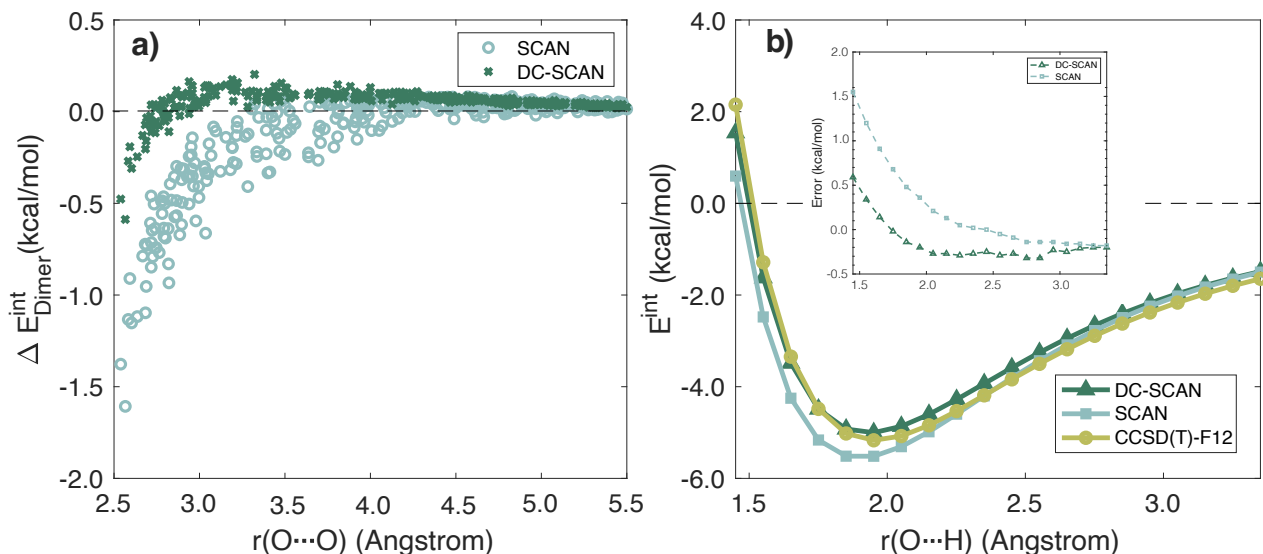 a)
SCAN
DC-SCAN
0.5
0.0
-0.5
-1.0
-1.5
-2.0
Δ E^int_Dimer (kcal/mol)
2.5 3.0 3.5 4.0 4.5 5.0 5.5
r(O···O) (Angstrom)
b)
4.0
2.0
0.0
-2.0
-4.0
-6.0
E^int (kcal/mol)
2.0
1.5
1.0
0.5
0.0
-0.5
Error (kcal/mol)
DC-SCAN
SCAN
1.5 2.0 2.5 3.0
DC-SCAN
SCAN
CCSD(T)-F12
1.5 2.0 2.5 3.0
r(O···H) (Angstrom)